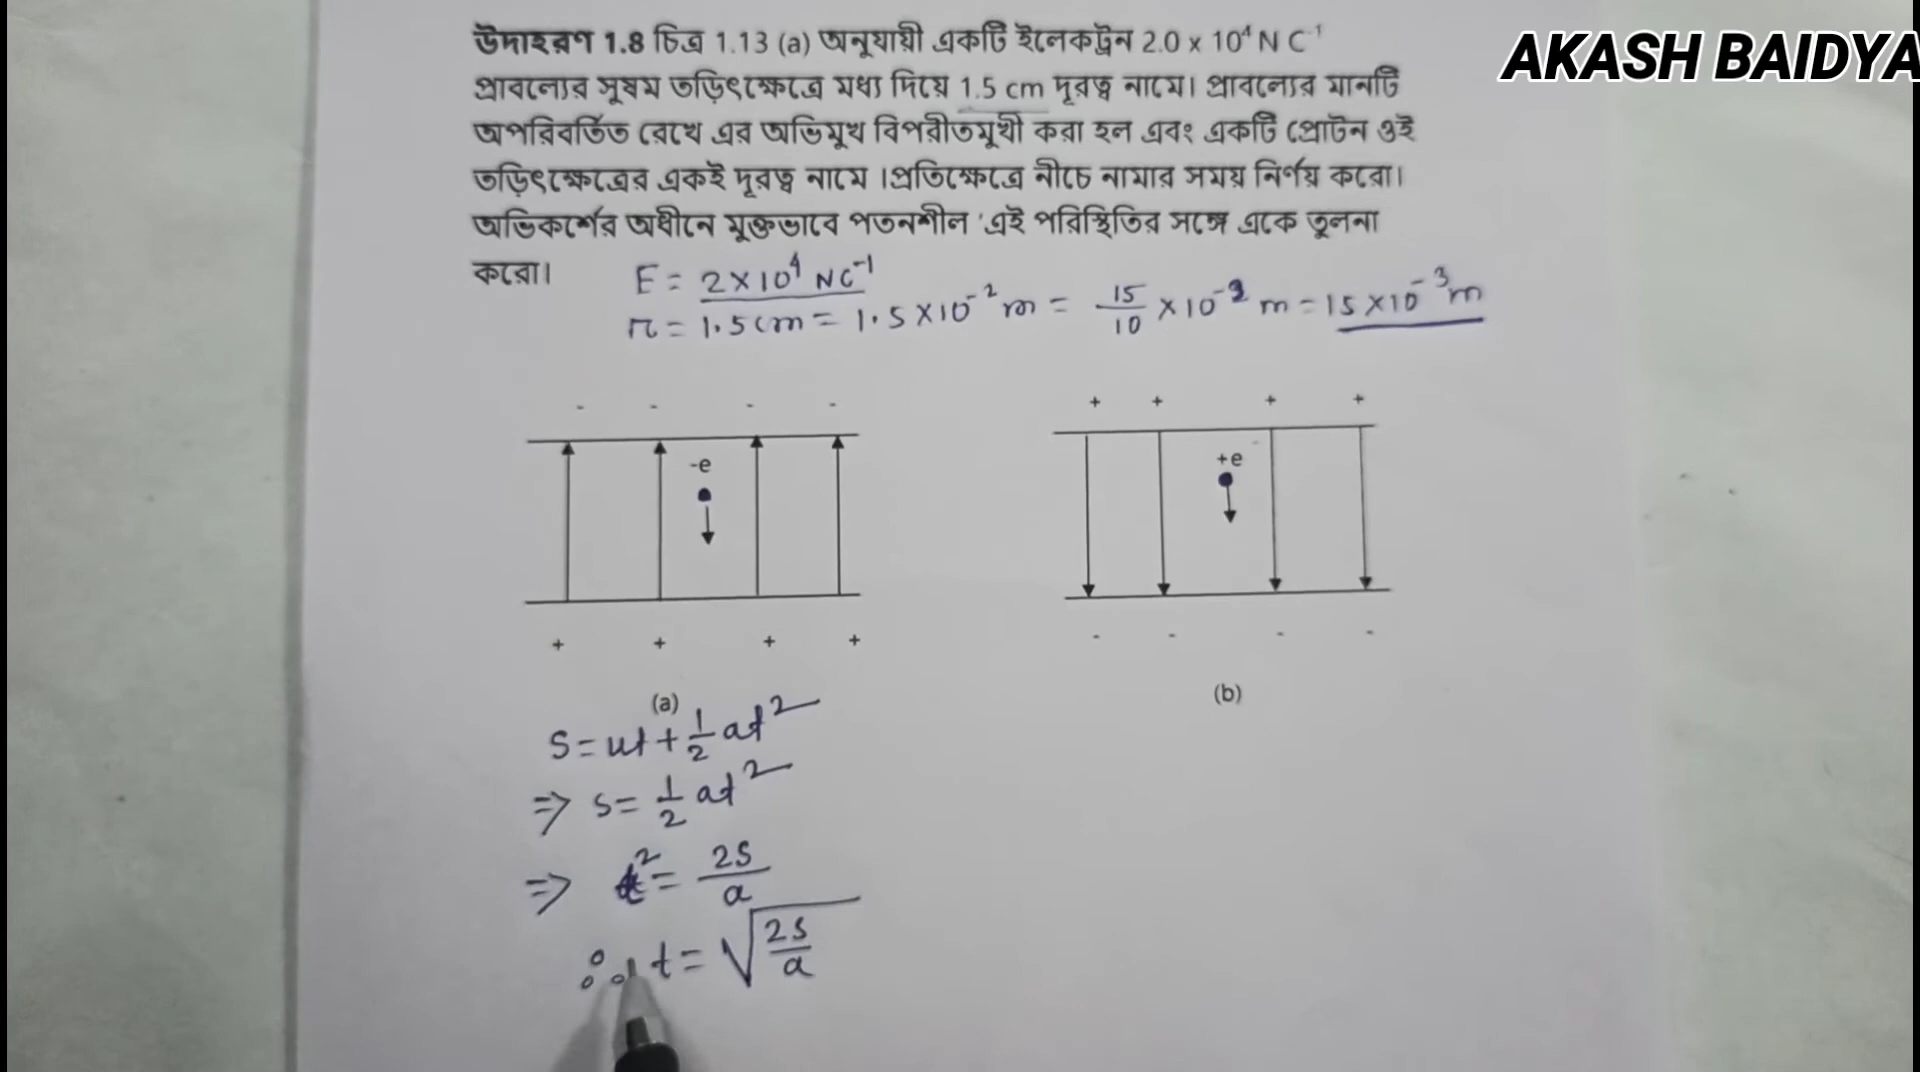 AKASH BAIDYA
উদাহরণ 1.8 চিত্র 1.13 (a) অনুযায়ী একটি ইলেকট্রন 2.0 x 10⁴ N C⁻¹
প্রাবল্যের সুষম তড়িৎক্ষেত্রে মধ্য দিয়ে 1.5 cm দূরত্ব নামে। প্রাবল্যের মানটি
অপরিবর্তিত রেখে এর অভিমুখ বিপরীতমুখী করা হল এবং একটি প্রোটন ওই
তড়িৎক্ষেত্রের একই দূরত্ব নামে ।প্রতিক্ষেত্রে নীচে নামার সময় নির্ণয় করো।
অভিকর্শের অধীনে মুক্তভাবে পতনশীল 'এই পরিস্থিতির সঙ্গে একে তুলনা
করো।
E = 2 × 10⁴ NC⁻¹
r = 1.5cm = 1.5 × 10⁻² m = 15/10 × 10⁻² m = 15 × 10⁻³ m
- - - -
+ + + +
-e
+e
+ + + +
- - - -
(a)
(b)
S = ut + 1/2 at²
⇒ s = 1/2 at²
⇒ t² = 2S/a
∴ t = √2s/a